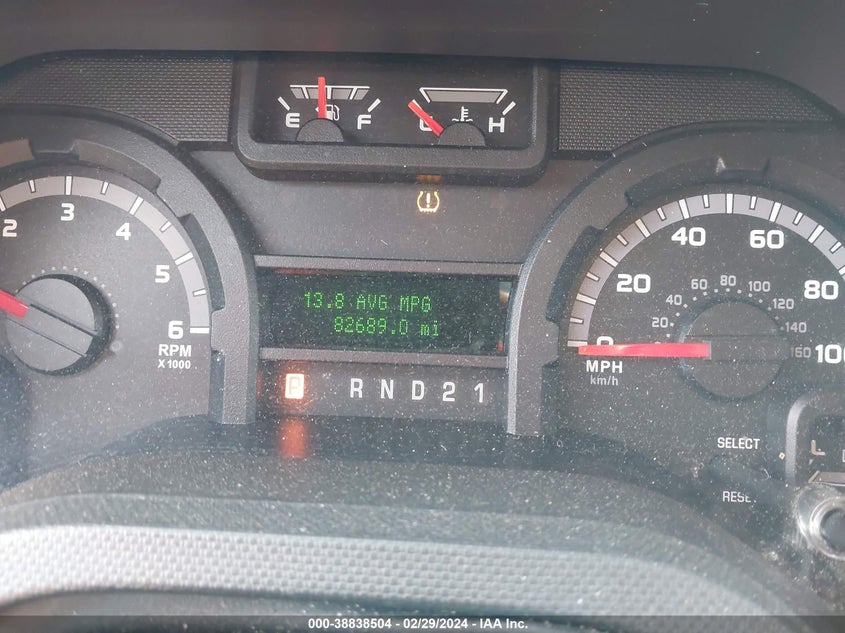 E F
H
2 3 4 5 6
RPM
X 1000
13.8 AVG MPG
82689.0 mi
P R N D 2 1
0 20 40 60 80 100
20 40 60 80 100 120 140 160
MPH
km/h
SELECT
RESET
L
000-38838504 - 02/29/2024 - IAA Inc.